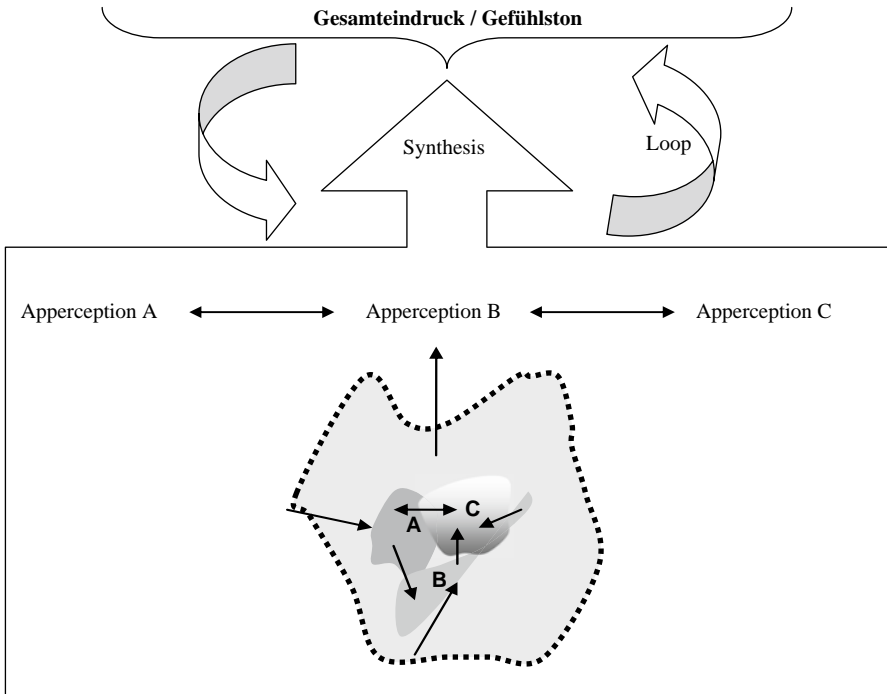 Gesamteindruck / Gefühlston
Synthesis
Loop
Apperception A
Apperception B
Apperception C
A
C
B